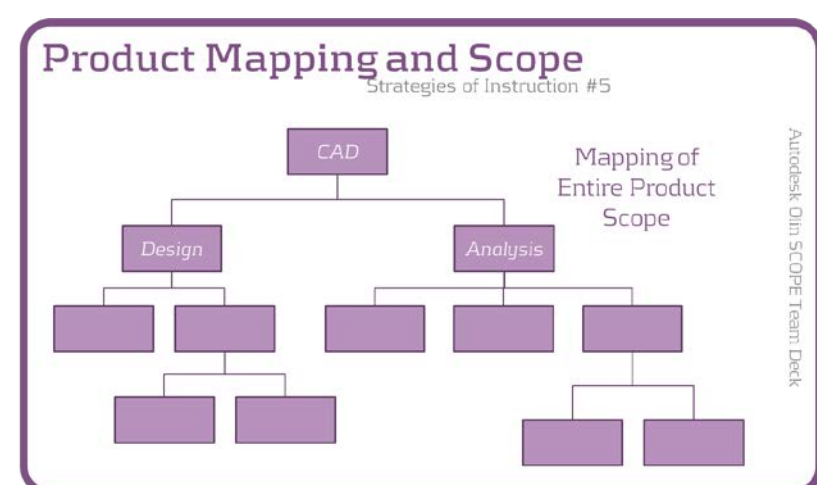 Product Mapping and Scope
Strategies of Instruction #5
CAD
Mapping of
Entire Product
Scope
Design
Analysis
Autodesk Olin SCOPE Team Deck